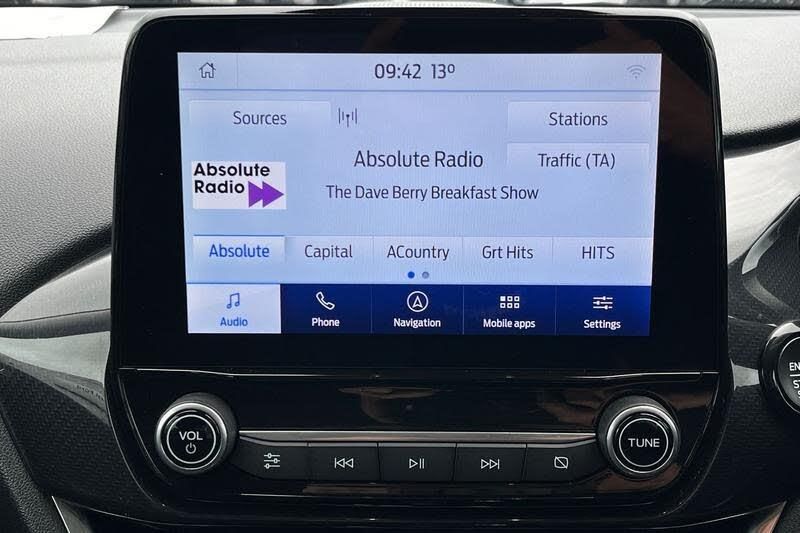 09:42 13º
Sources
Stations
Absolute Radio
Traffic (TA)
Absolute
Radio
The Dave Berry Breakfast Show
Absolute
Capital
ACountry
Grt Hits
HITS
Audio
Phone
Navigation
Mobile apps
Settings
VOL
TUNE